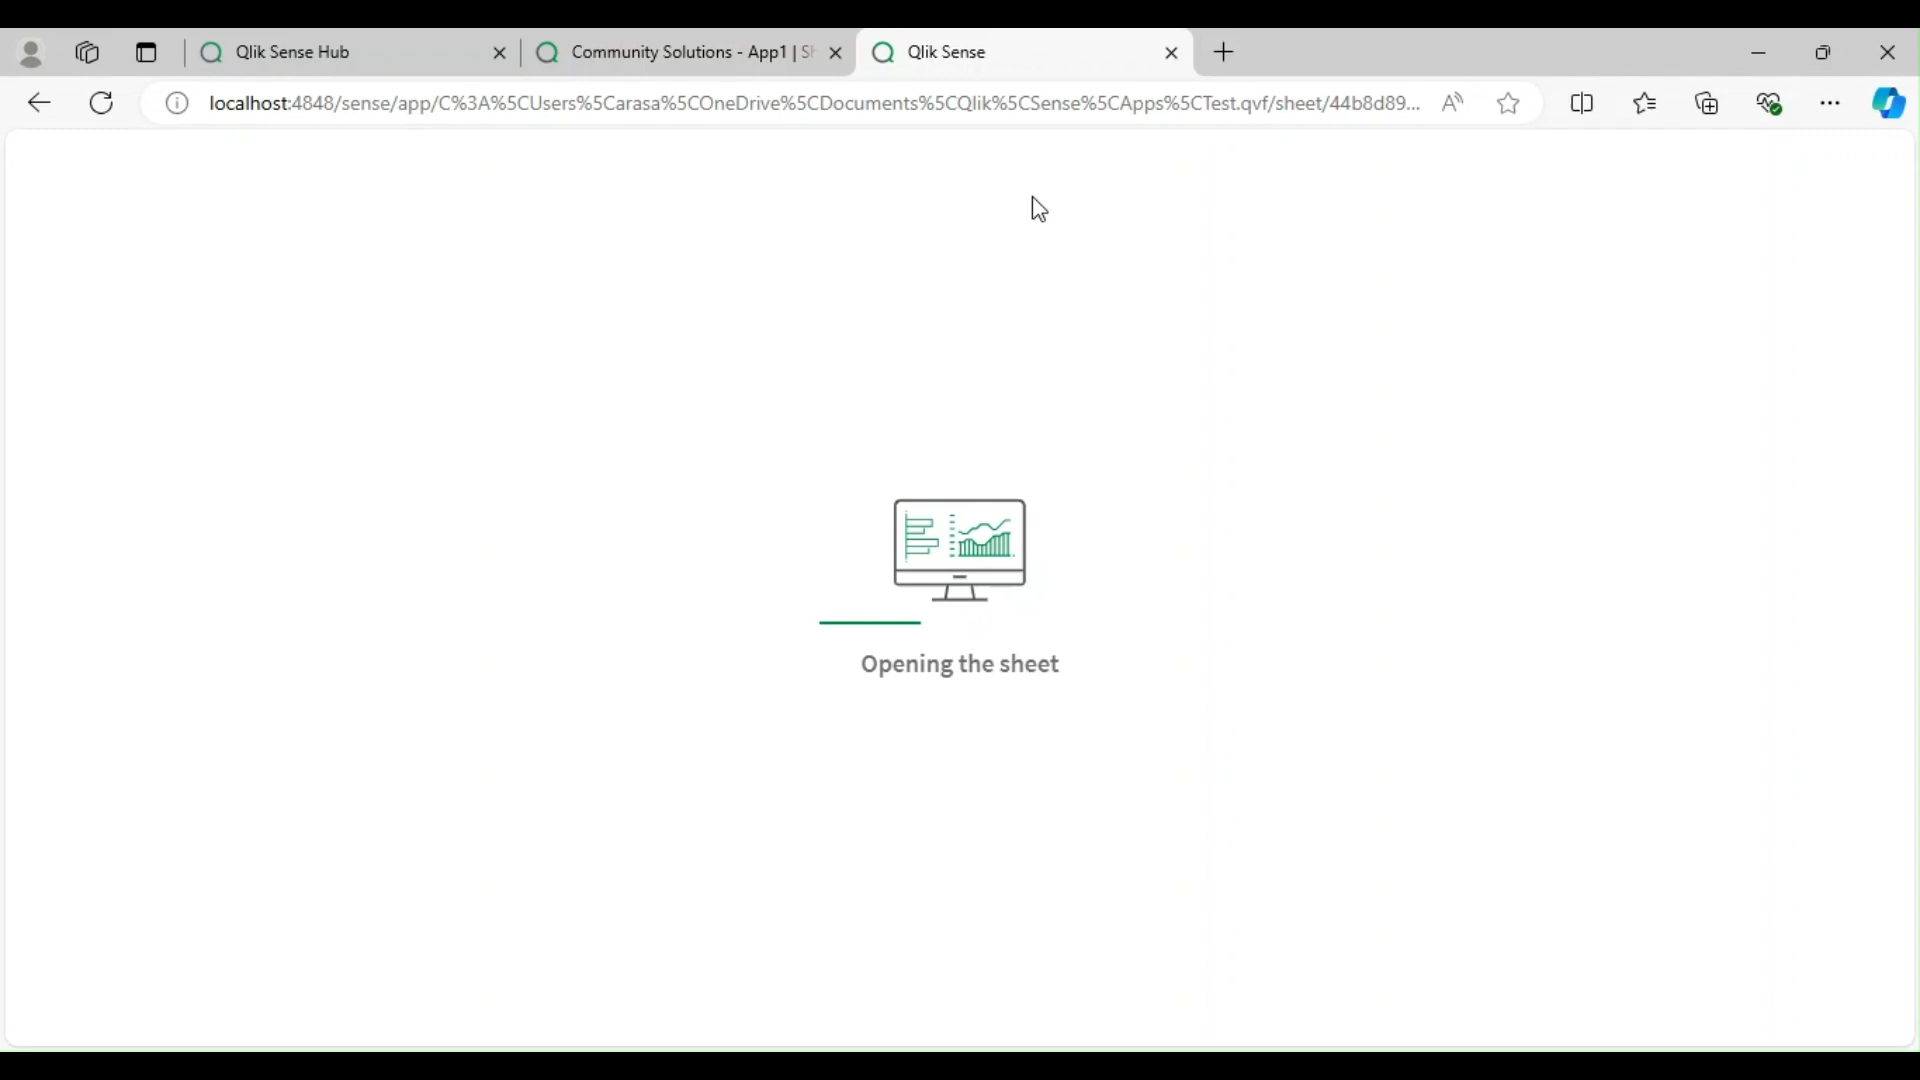 Qlik Sense Hub
Community Solutions - App1 | Sh
Qlik Sense
localhost:4848/sense/app/C%3A%5CUsers%5Carasa%5COneDrive%5CDocuments%5CQlik%5CSense%5CApps%5CTest.qvf/sheet/44b8d89...
Opening the sheet